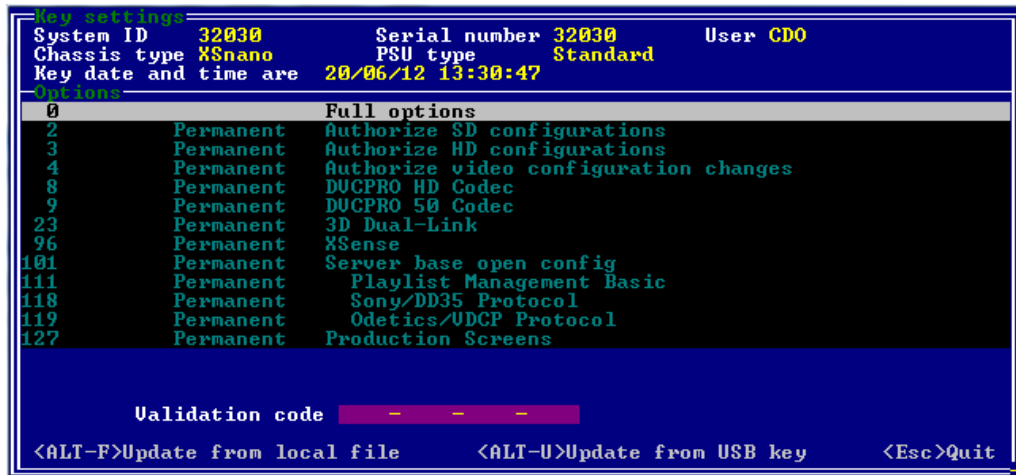 Key settings
System ID 32030 Serial number 32030 User CDO
Chassis type XSnano PSU type Standard
Key date and time are 20/06/12 13:30:47
Options
0 Full options
2 Permanent Authorize SD configurations
3 Permanent Authorize HD configurations
4 Permanent Authorize video configuration changes
8 Permanent DVCPRO HD Codec
9 Permanent DVCPRO 50 Codec
23 Permanent 3D Dual-Link
96 Permanent XSense
101 Permanent Server base open config
111 Permanent Playlist Management Basic
118 Permanent Sony/DD35 Protocol
119 Permanent Odetics/VDCP Protocol
127 Permanent Production Screens
Validation code - - -
<ALT-F>Update from local file <ALT-U>Update from USB key <Esc>Quit